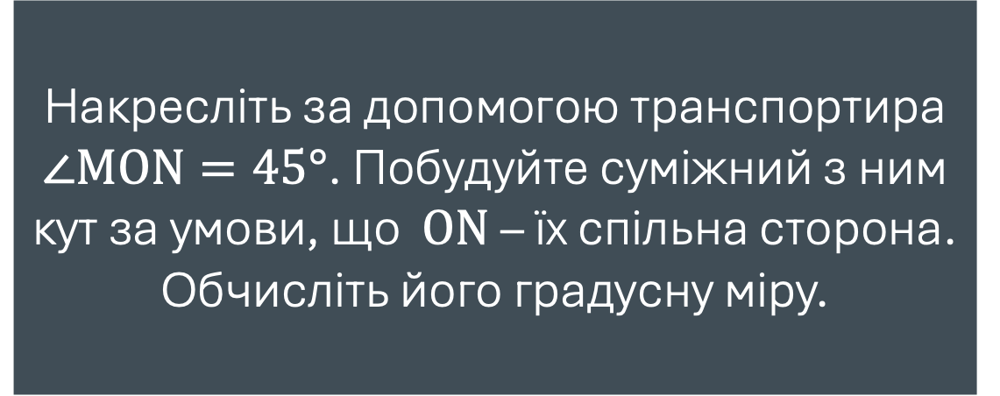 Накресліть за допомогою транспортира
∠MON = 45°. Побудуйте суміжний з ним
кут за умови, що ON – їх спільна сторона.
Обчисліть його градусну міру.